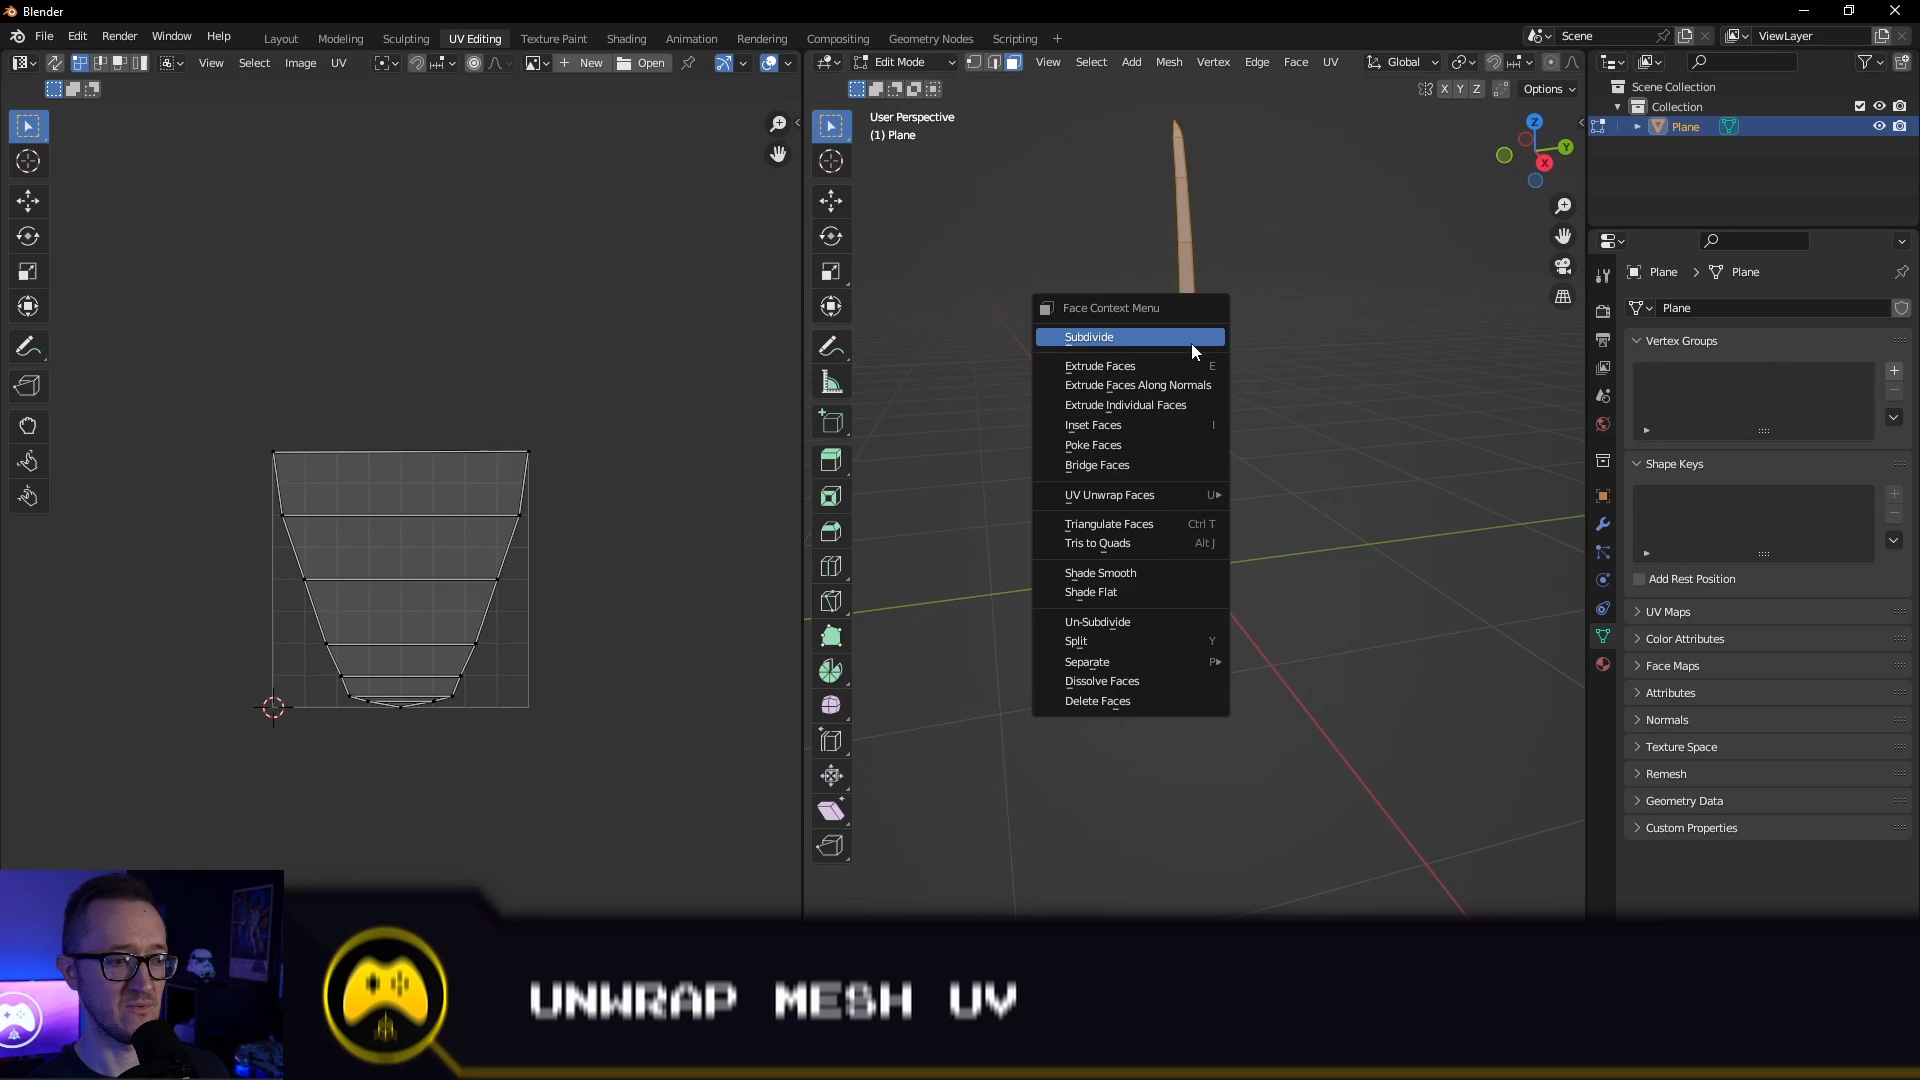 Blender
File Edit Render Window Help
Layout Modeling Sculpting UV Editing Texture Paint Shading Animation Rendering Compositing Geometry Nodes Scripting +
Scene
ViewLayer
View Select Image UV
New
Open
Edit Mode
View Select Add Mesh Vertex Edge Face UV
Global
X Y Z
Options
User Perspective
(1) Plane
Z
Y
X
Scene Collection
Collection
Plane
Plane > Plane
Plane
Vertex Groups
Shape Keys
Add Rest Position
UV Maps
Color Attributes
Face Maps
Attributes
Normals
Texture Space
Remesh
Geometry Data
Custom Properties
Face Context Menu
Subdivide
Extrude Faces E
Extrude Faces Along Normals
Extrude Individual Faces
Inset Faces I
Poke Faces
Bridge Faces
UV Unwrap Faces U
Triangulate Faces Ctrl T
Tris to Quads Alt J
Shade Smooth
Shade Flat
Un-Subdivide
Split Y
Separate P
Dissolve Faces
Delete Faces
UNWRAP MESH UV